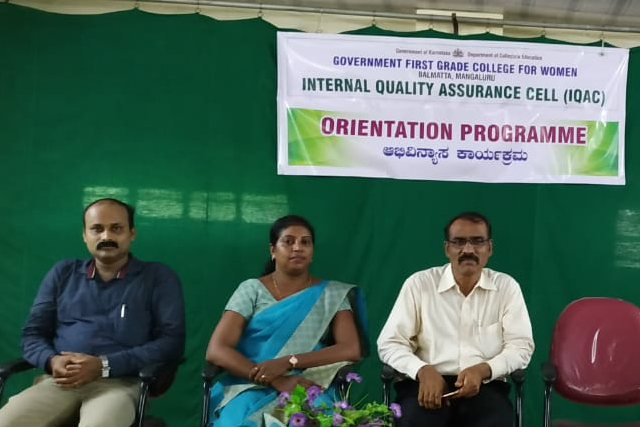 Government of Karnataka Department of Collegiate Education
GOVERNMENT FIRST GRADE COLLEGE FOR WOMEN
BALMATTA, MANGALURU
INTERNAL QUALITY ASSURANCE CELL (IQAC)
ORIENTATION PROGRAMME
ಅಭಿವಿನ್ಯಾಸ ಕಾರ್ಯಕ್ರಮ